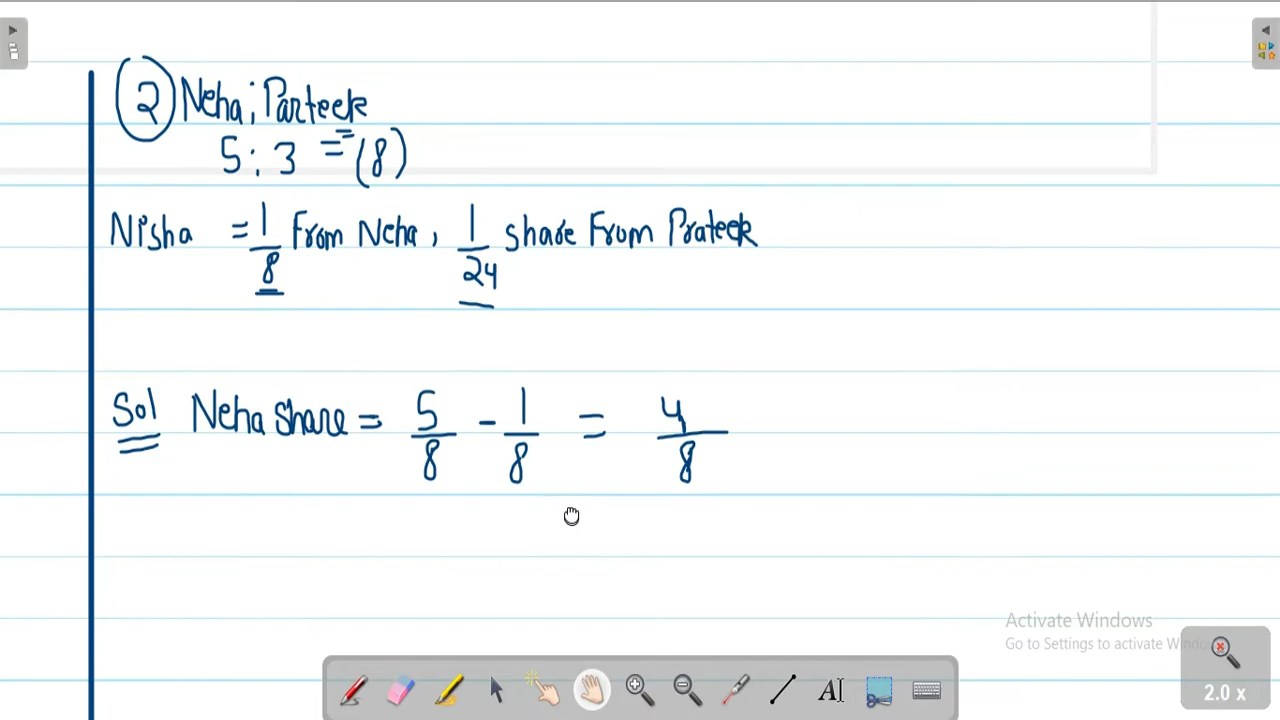 2 Neha ; Parteek
5 : 3 = (8)
Nisha = 1/8 From Neha , 1/24 share From Prateek
Sol Neha Share = 5/8 - 1/8 = 4/8
Activate Windows
Go to Settings to activate Windo
AI
2.0 x